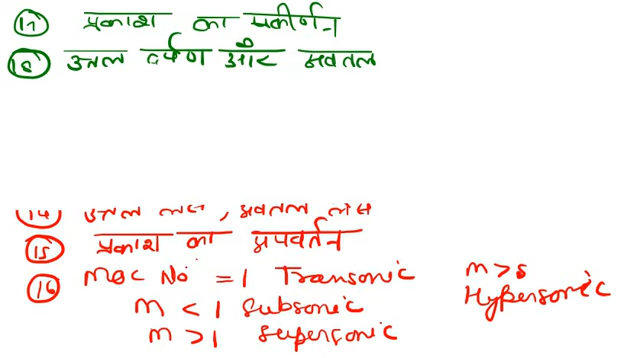 17 प्रकाश का प्रकीर्णन
18 उत्तल दर्पण और अवतल
14 उत्तल लेंस, अवतल लेंस
15 प्रकाश का अपवर्तन
16 Mac No = 1 Transonic m > 5
m < 1 Subsonic Hypersonic
m > 1 Supersonic